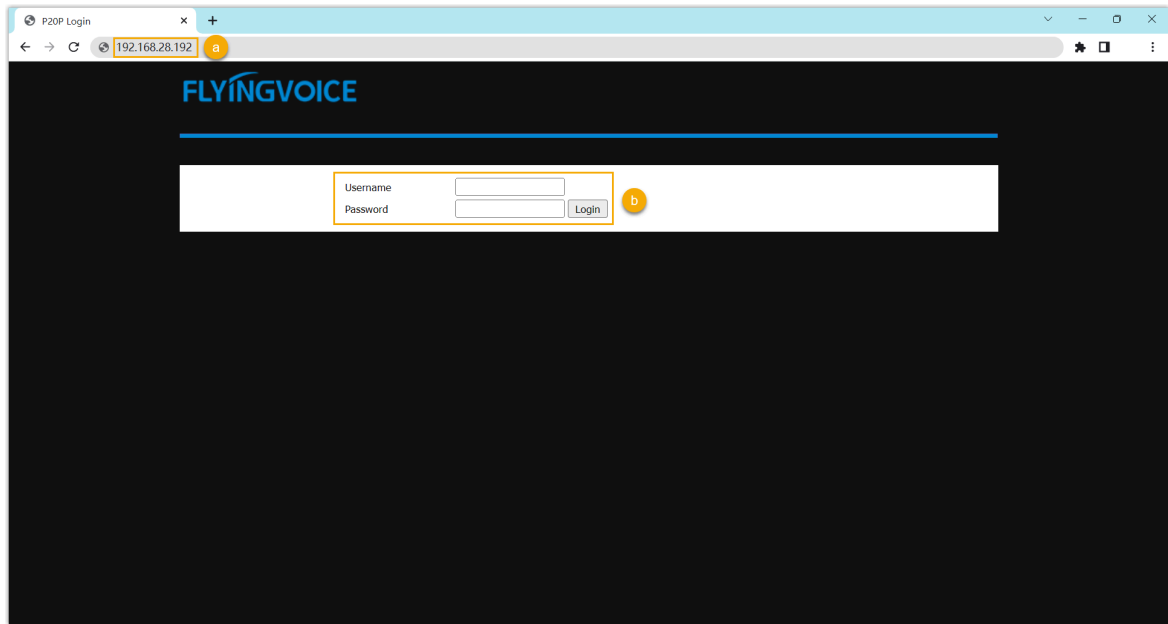 P20P Login
192.168.28.192
a
FLYINGVOICE
Username
Password
Login
b